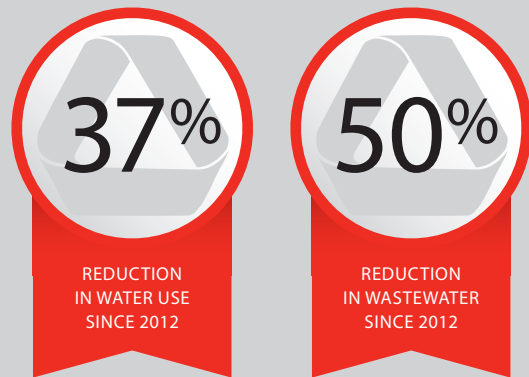 37%
REDUCTION
IN WATER USE
SINCE 2012
50%
REDUCTION
IN WASTEWATER
SINCE 2012